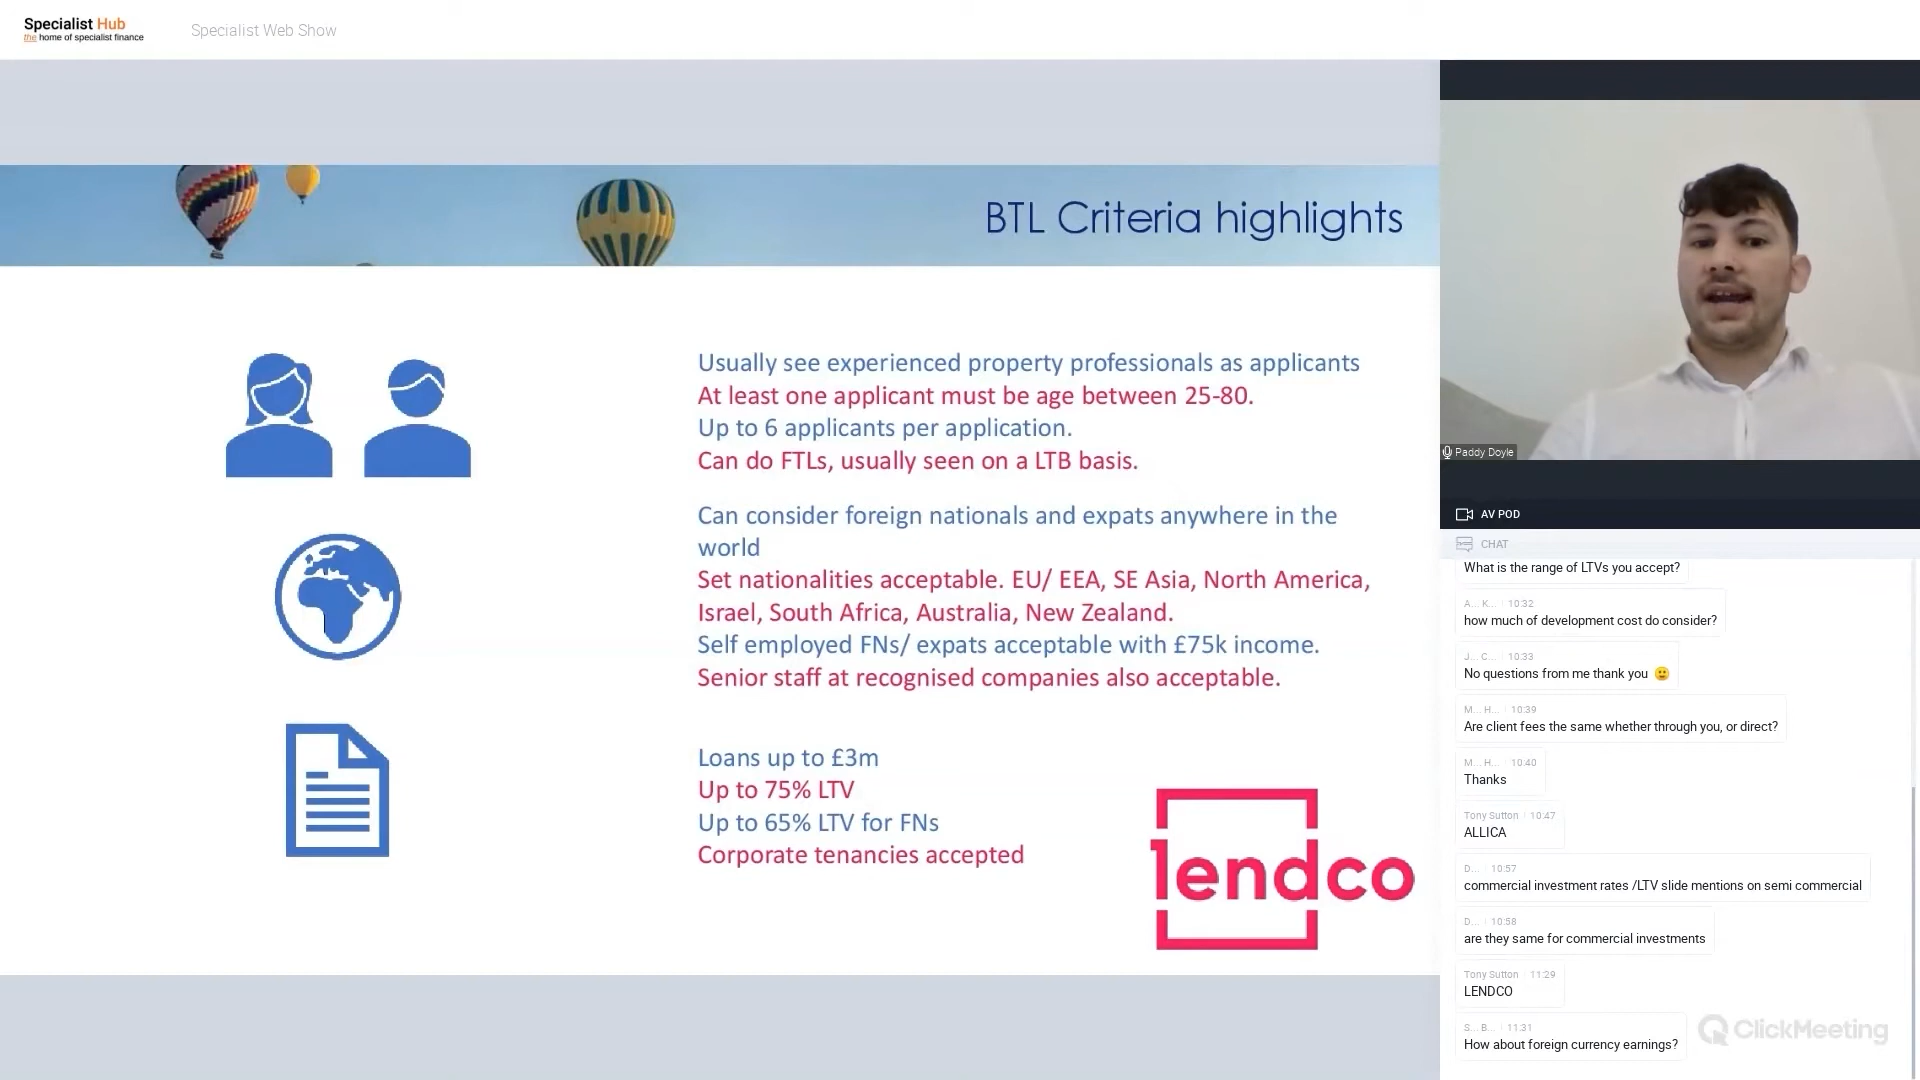 Specialist Hub
the home of specialist finance
Specialist Web Show
BTL Criteria highlights
Usually see experienced property professionals as applicants
At least one applicant must be age between 25-80.
Up to 6 applicants per application.
Can do FTLs, usually seen on a LTB basis.
Can consider foreign nationals and expats anywhere in the
world
Set nationalities acceptable. EU/ EEA, SE Asia, North America,
Israel, South Africa, Australia, New Zealand.
Self employed FNs/ expats acceptable with £75k income.
Senior staff at recognised companies also acceptable.
Loans up to £3m
Up to 75% LTV
Up to 65% LTV for FNs
Corporate tenancies accepted
lendco
Paddy Doyle
AV POD
CHAT
What is the range of LTVs you accept?
A... K... 10:32
how much of development cost do consider?
J... C... 10:33
No questions from me thank you 🙂
M... H... 10:39
Are client fees the same whether through you, or direct?
M... H... 10:40
Thanks
Tony Sutton 10:47
ALLICA
D... 10:57
commercial investment rates /LTV slide mentions on semi commercial
D... 10:58
are they same for commercial investments
Tony Sutton 11:29
LENDCO
S... B... 11:31
How about foreign currency earnings?
ClickMeeting